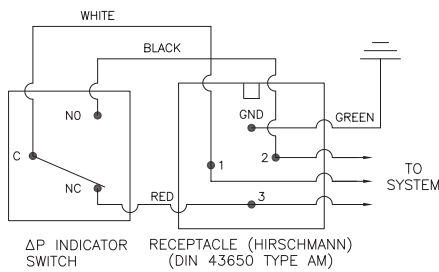 WHITE
BLACK
NO
GND
GREEN
C
1
2
NC
RED
3
TO
SYSTEM
ΔP INDICATOR
SWITCH
RECEPTACLE (HIRSCHMANN)
(DIN 43650 TYPE AM)